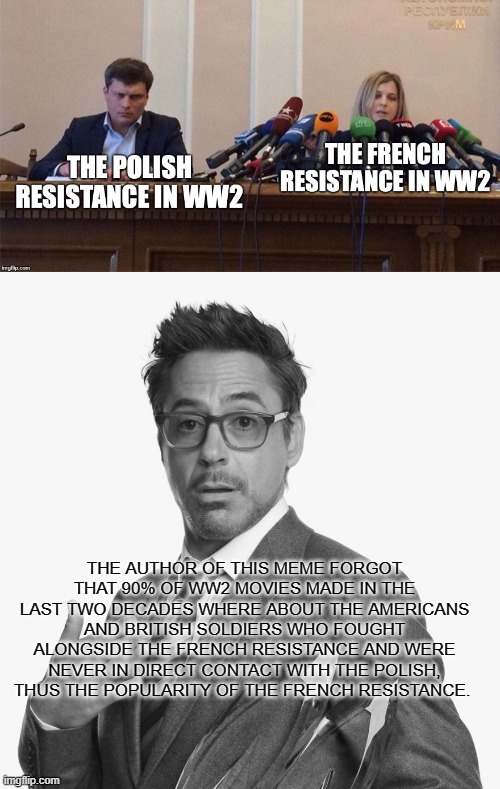 РЕСПУБЛИКИ
КРЫМ
THE POLISH
RESISTANCE IN WW2
THE FRENCH
RESISTANCE IN WW2
imgflip.com
THE AUTHOR OF THIS MEME FORGOT
THAT 90% OF WW2 MOVIES MADE IN THE
LAST TWO DECADES WHERE ABOUT THE AMERICANS
AND BRITISH SOLDIERS WHO FOUGHT
ALONGSIDE THE FRENCH RESISTANCE AND WERE
NEVER IN DIRECT CONTACT WITH THE POLISH,
THUS THE POPULARITY OF THE FRENCH RESISTANCE.
imgflip.com